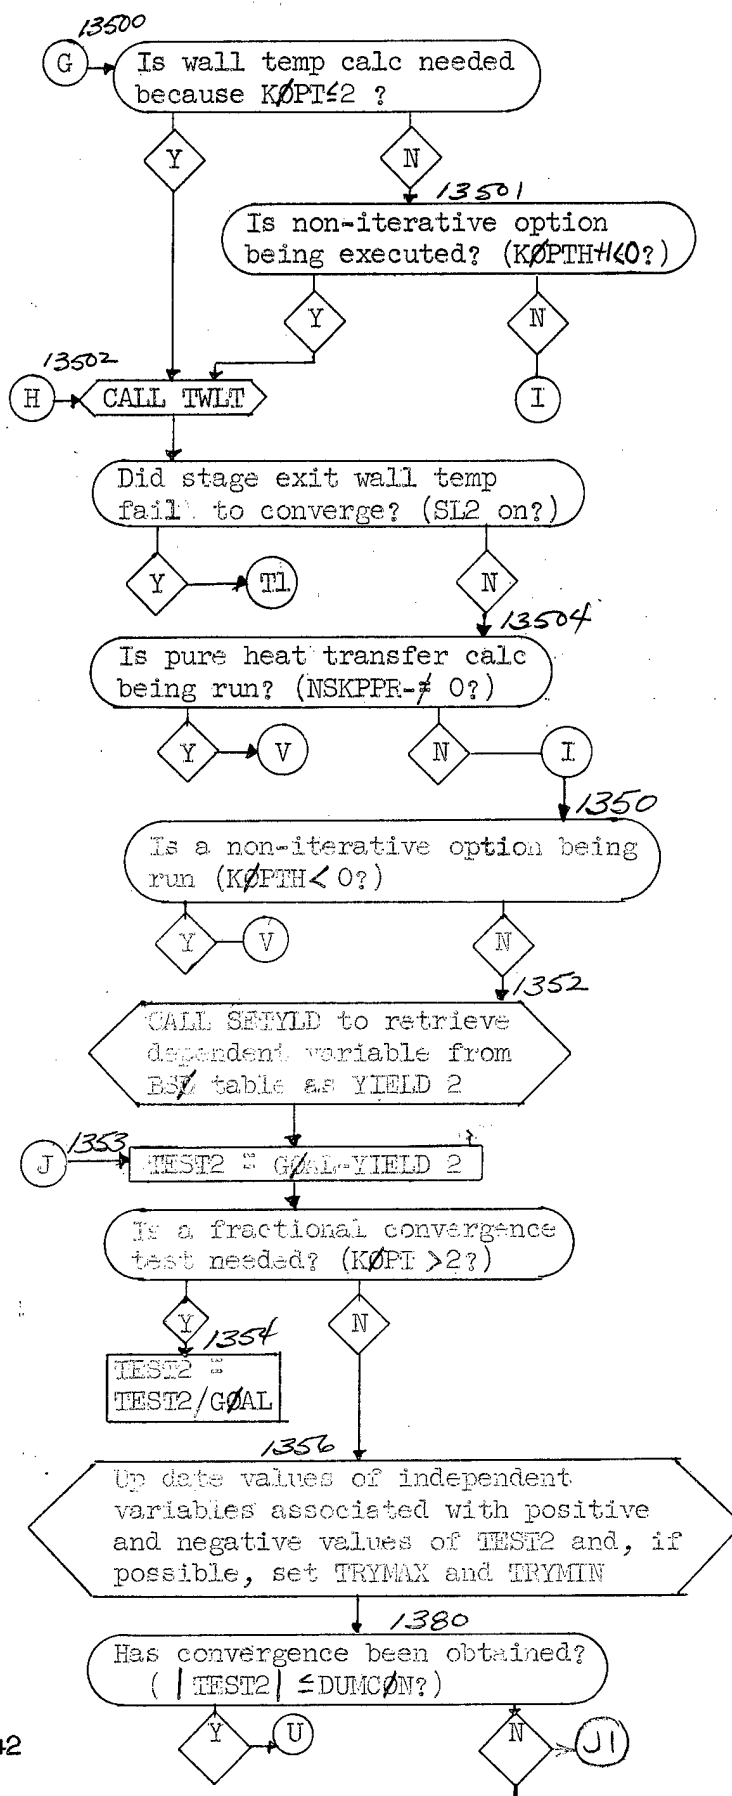 13500
G
Is wall temp calc needed
because KØPT≤2 ?
Y
N
13501
Is non-iterative option
being executed? (KØPTH+1<0?)
Y
N
13502
H
CALL TWLT
I
Did stage exit wall temp
fail to converge? (SL2 on?)
Y
T1
N
13504
Is pure heat transfer calc
being run? (NSKPPR-≠ 0?)
Y
V
N
I
1350
Is a non-iterative option being
run (KØPTH< 0?)
Y
V
N
1352
CALL SETYLD to retrieve
dependent variable from
BSØ table as YIELD 2
J
1353
TEST2 = GØAL-YIELD 2
Is a fractional convergence
test needed? (KØPT >2?)
Y
N
1354
TEST2 =
TEST2/GØAL
1356
Up date values of independent
variables associated with positive
and negative values of TEST2 and, if
possible, set TRYMAX and TRYMIN
1380
Has convergence been obtained?
( |TEST2| ≤DUMCØN?)
Y
U
N
J1
42